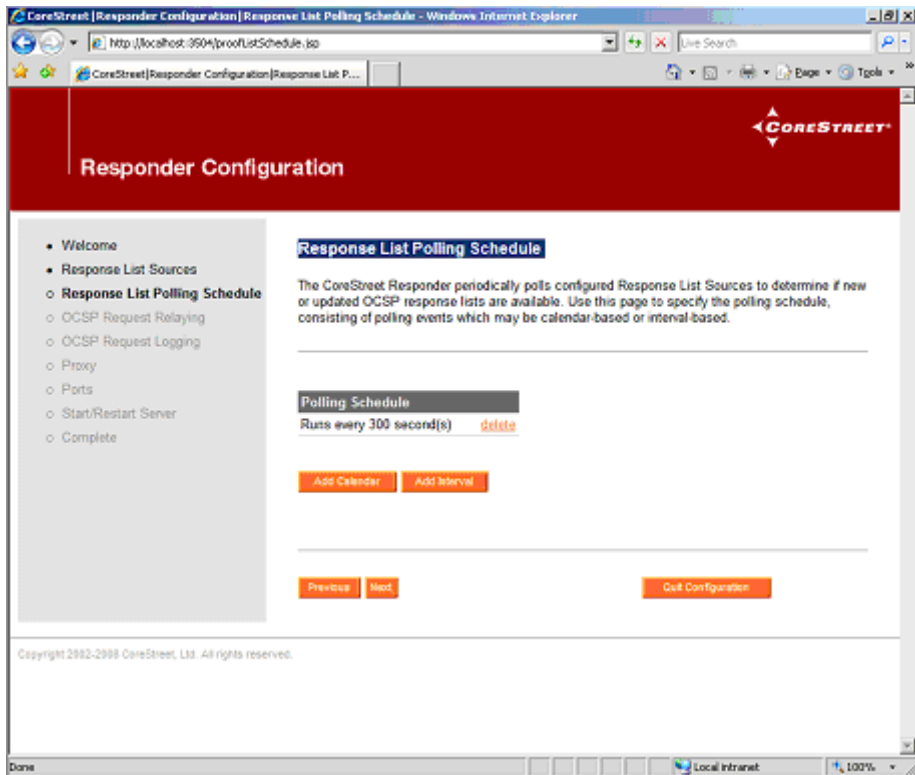 CoreStreet | Responder Configuration | Response List Polling Schedule - Windows Internet Explorer
http://localhost:3504/proofListSchedule.jsp
Live Search
CoreStreet | Responder Configuration | Response List P...
Page
Tools
CORESTREET
Responder Configuration
Welcome
Response List Sources
Response List Polling Schedule
OCSP Request Relaying
OCSP Request Logging
Proxy
Ports
Start/Restart Server
Complete
Response List Polling Schedule
The CoreStreet Responder periodically polls configured Response List Sources to determine if new
or updated OCSP response lists are available. Use this page to specify the polling schedule,
consisting of polling events which may be calendar-based or interval-based.
Polling Schedule
Runs every 300 second(s) delete
Add Calendar Add Interval
Previous Next Quit Configuration
Copyright 2002-2008 CoreStreet, Ltd. All rights reserved.
Done
Local intranet
100%